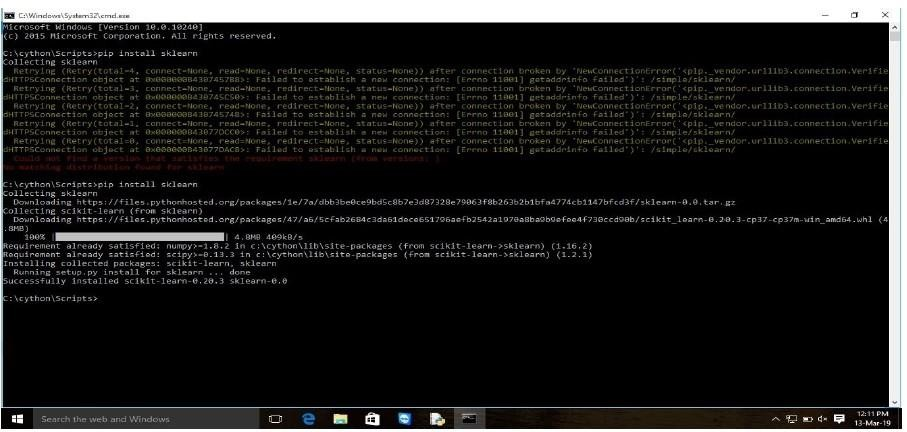 C:\Windows\System32\cmd.exe
Microsoft Windows [Version 10.0.10240]
(c) 2015 Microsoft Corporation. All rights reserved.
C:\cython\Scripts>pip install sklearn
Collecting sklearn
Retrying (Retry(total=4, connect=None, read=None, redirect=None, status=None)) after connection broken by 'NewConnectionError('<pip._vendor.urllib3.connection.Verifie
dHTTPSConnection object at>: Failed to establish a new connection: [Errno 11001] getaddrinfo failed')': /simple/sklearn/
Retrying (Retry(total=3, connect=None, read=None, redirect=None, status=None)) after connection broken by 'NewConnectionError('<pip._vendor.urllib3.connection.Verifie
dHTTPSConnection object at>: Failed to establish a new connection: [Errno 11001] getaddrinfo failed')': /simple/sklearn/
Retrying (Retry(total=2, connect=None, read=None, redirect=None, status=None)) after connection broken by 'NewConnectionError('<pip._vendor.urllib3.connection.Verifie
dHTTPSConnection object at>: Failed to establish a new connection: [Errno 11001] getaddrinfo failed')': /simple/sklearn/
Retrying (Retry(total=1, connect=None, read=None, redirect=None, status=None)) after connection broken by 'NewConnectionError('<pip._vendor.urllib3.connection.Verifie
dHTTPSConnection object at>: Failed to establish a new connection: [Errno 11001] getaddrinfo failed')': /simple/sklearn/
Retrying (Retry(total=0, connect=None, read=None, redirect=None, status=None)) after connection broken by 'NewConnectionError('<pip._vendor.urllib3.connection.Verifie
dHTTPSConnection object at>: Failed to establish a new connection: [Errno 11001] getaddrinfo failed')': /simple/sklearn/
Could not find a version that satisfies the requirement sklearn (from versions: )
No matching distribution found for sklearn
C:\cython\Scripts>pip install sklearn
Collecting sklearn
Downloading https://files.pythonhosted.org/packages/1e/7a/dbb3be0ce9bd5c8b7e3d87328e79063f8b263b2b1bfa4774cb1147bfcd3f/sklearn-0.0.tar.gz
Collecting scikit-learn (from sklearn)
Downloading https://files.pythonhosted.org/packages/47/a6/5cfab2684c3da61dece651796aefb2542a1970a8ba9b9efee4f730ccd90b/scikit_learn-0.20.3-cp37-cp37m-win_amd64.whl (4
.8MB)
100% | | 4.8MB 409kB/s
Requirement already satisfied: numpy>=1.8.2 in c:\cython\lib\site-packages (from scikit-learn->sklearn) (1.16.2)
Requirement already satisfied: scipy>=0.13.3 in c:\cython\lib\site-packages (from scikit-learn->sklearn) (1.2.1)
Installing collected packages: scikit-learn, sklearn
Running setup.py install for sklearn ... done
Successfully installed scikit-learn-0.20.3 sklearn-0.0
C:\cython\Scripts>
Search the web and Windows
12:11 PM
13-Mar-19